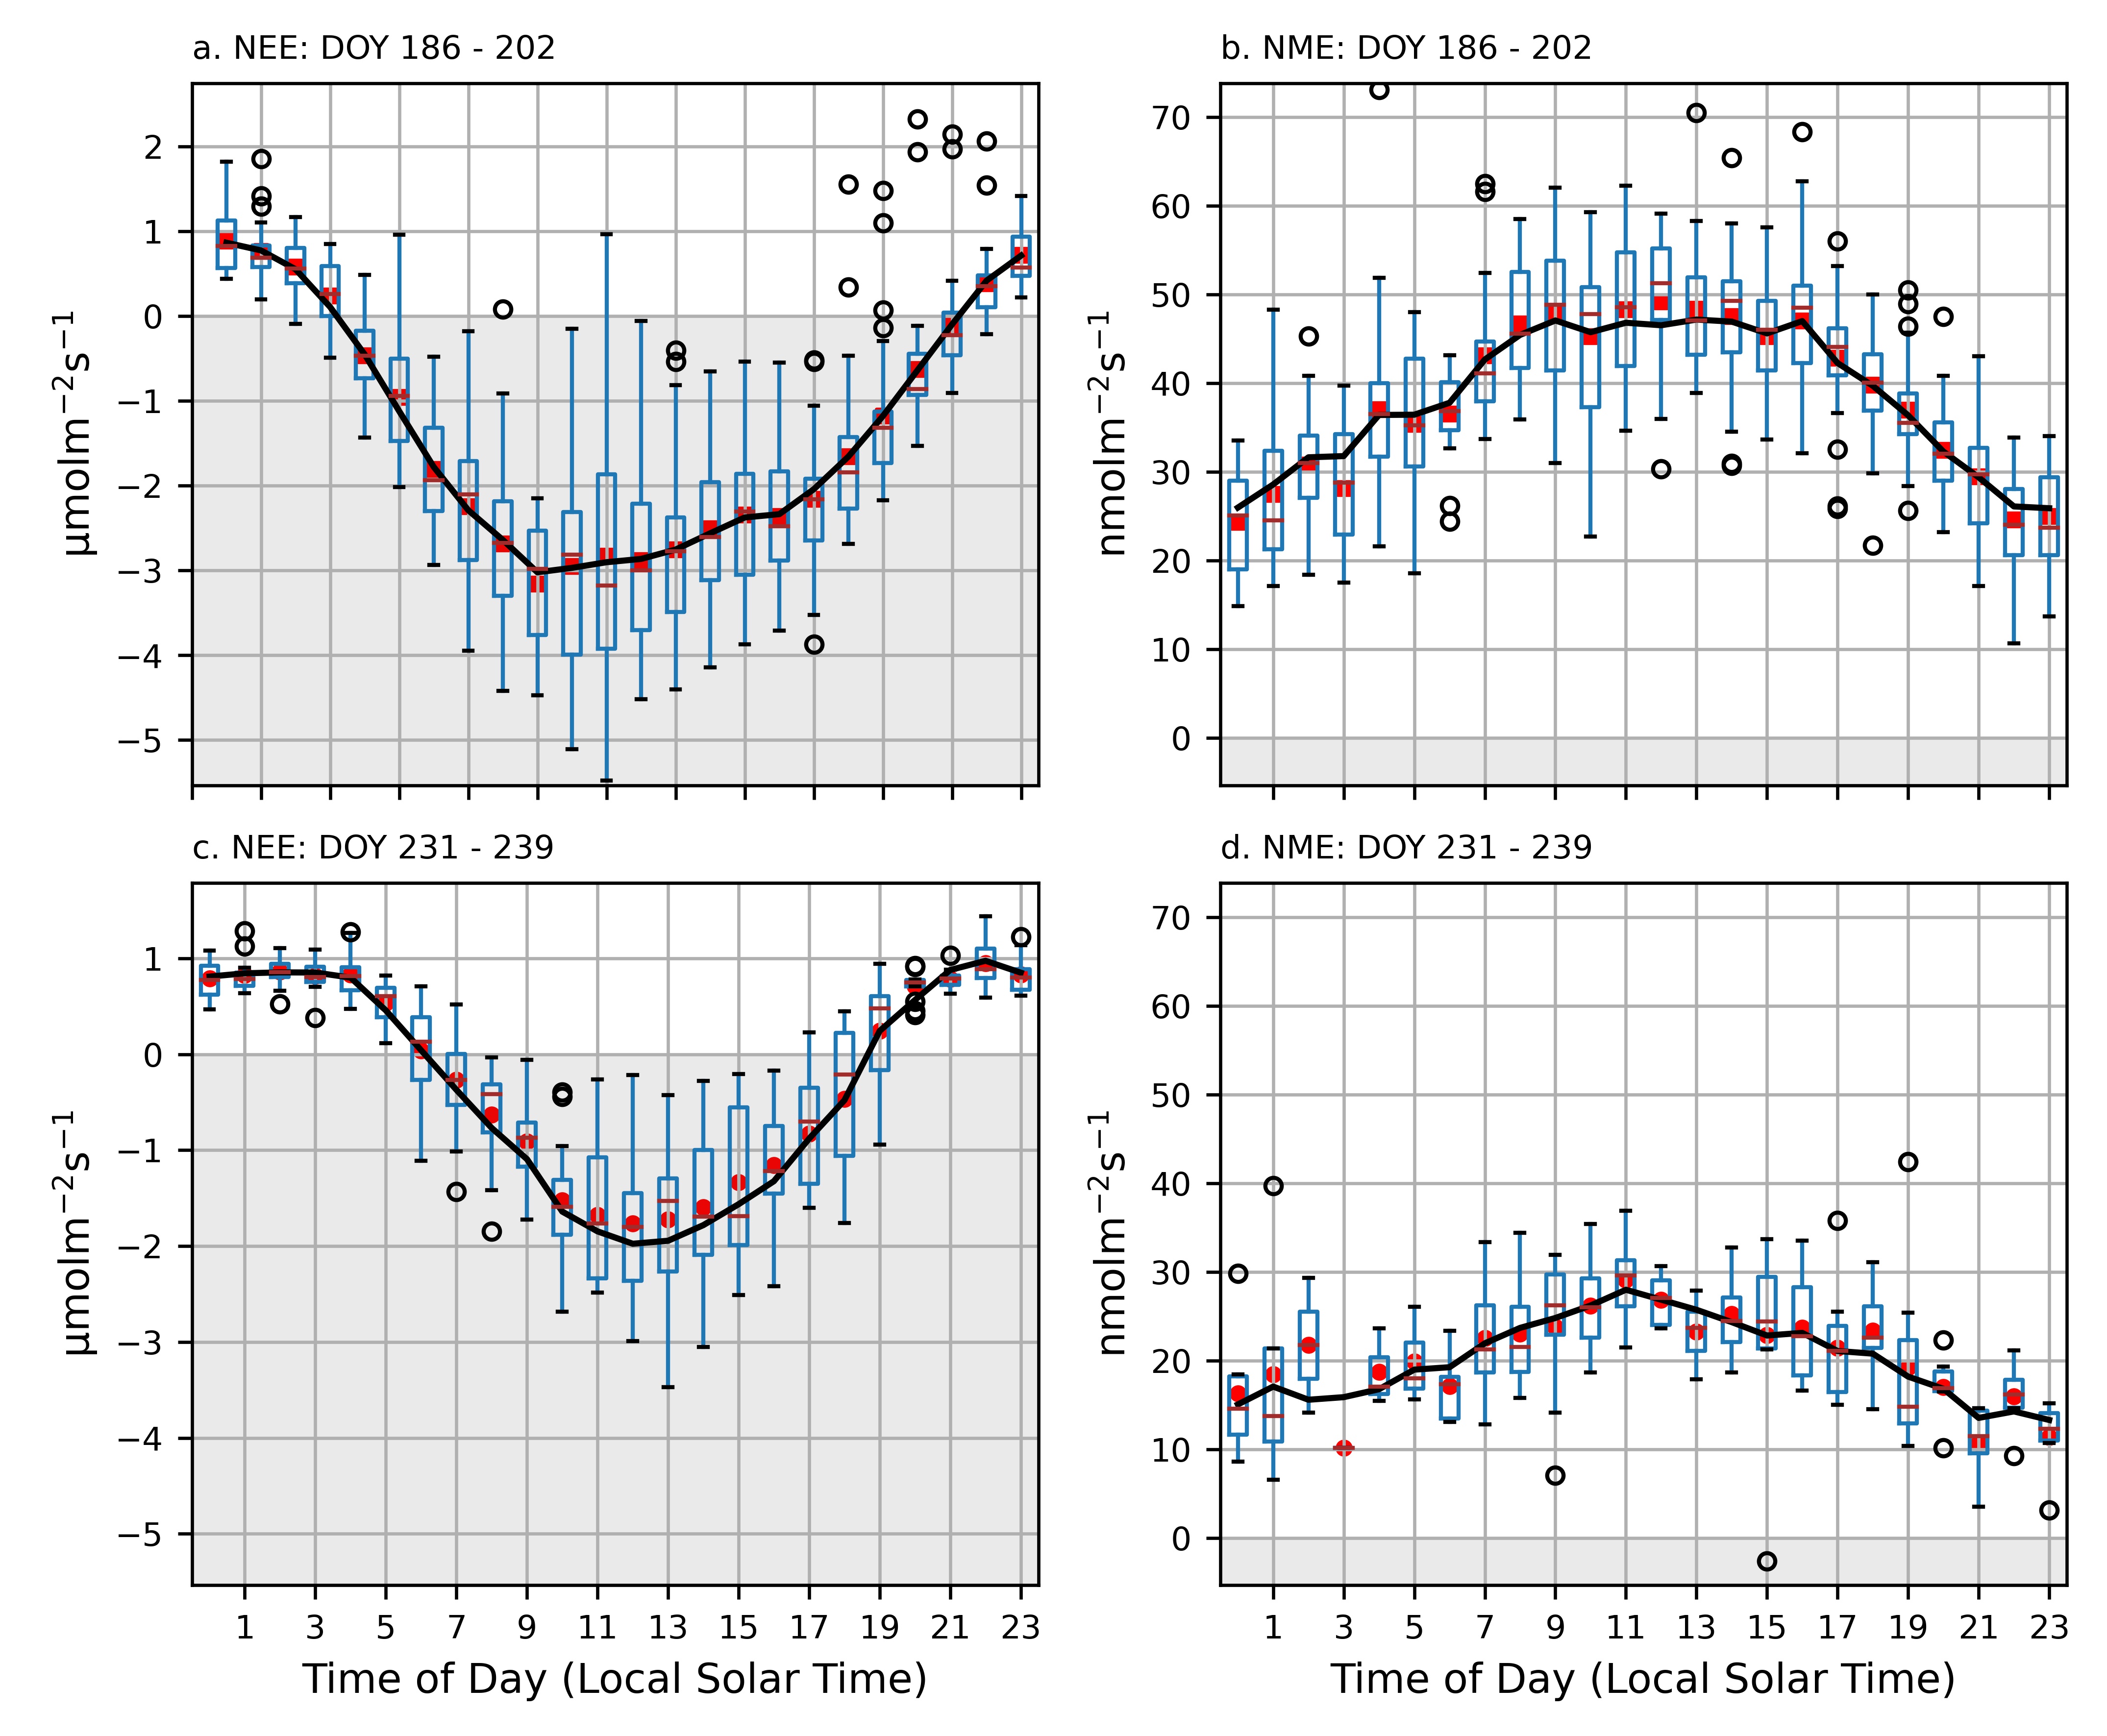 a. NEE: DOY 186 - 202
2
1
0
−1
−2
−3
−4
−5
μmolm⁻²s⁻¹
b. NME: DOY 186 - 202
70
60
50
40
30
20
10
0
nmolm⁻²s⁻¹
c. NEE: DOY 231 - 239
1
0
−1
−2
−3
−4
−5
μmolm⁻²s⁻¹
1 3 5 7 9 11 13 15 17 19 21 23
Time of Day (Local Solar Time)
d. NME: DOY 231 - 239
70
60
50
40
30
20
10
0
nmolm⁻²s⁻¹
1 3 5 7 9 11 13 15 17 19 21 23
Time of Day (Local Solar Time)